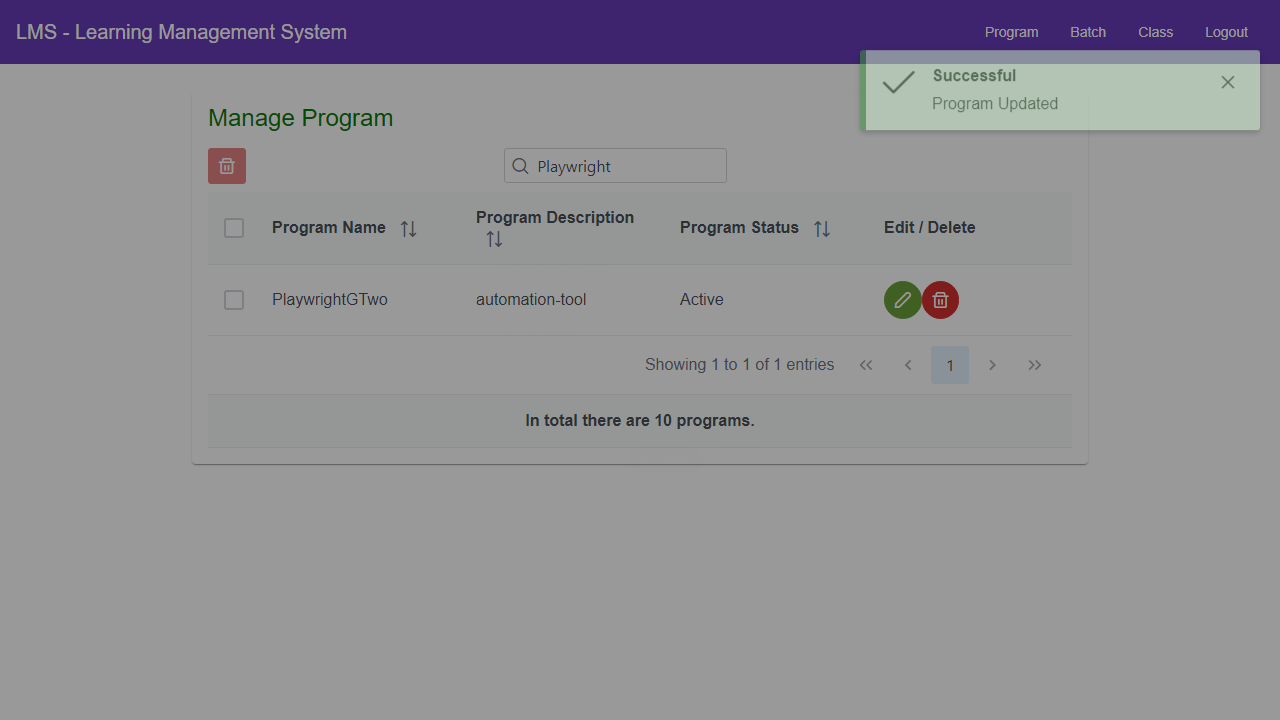 LMS - Learning Management System
Program
Batch
Class
Logout
Successful
Program Updated
Manage Program
Playwright
Program Name
Program Description
Program Status
Edit / Delete
PlaywrightGTwo
automation-tool
Active
Showing 1 to 1 of 1 entries
1
In total there are 10 programs.